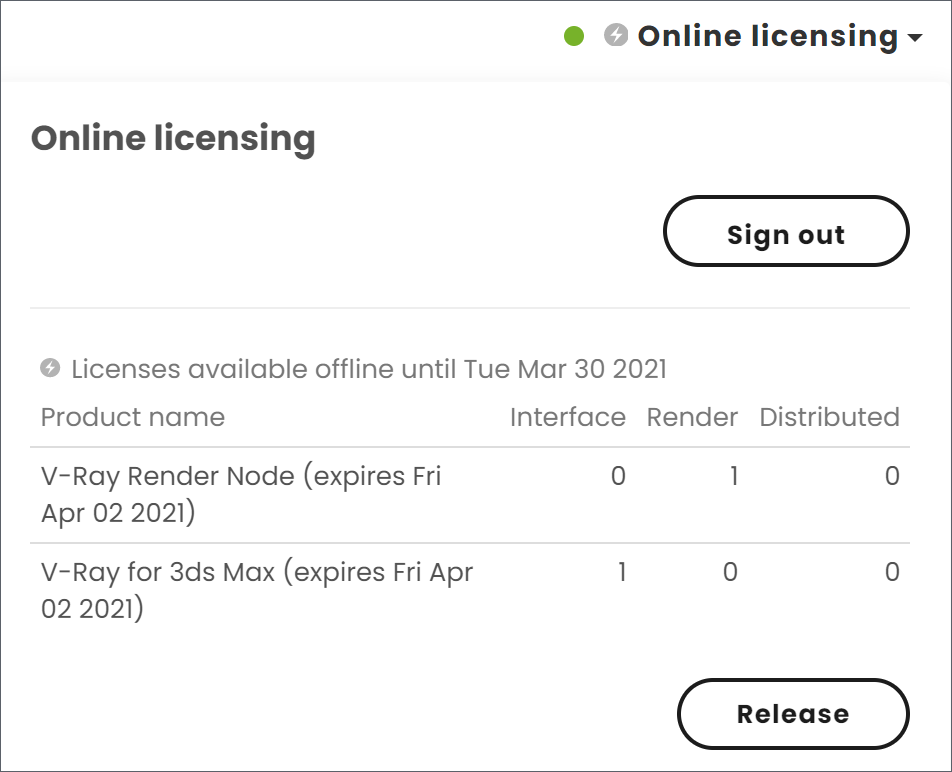 Online licensing
Online licensing
Sign out
Licenses available offline until Tue Mar 30 2021
Product name Interface Render Distributed
V-Ray Render Node (expires Fri 0 1 0
Apr 02 2021)
V-Ray for 3ds Max (expires Fri Apr 1 0 0
02 2021)
Release